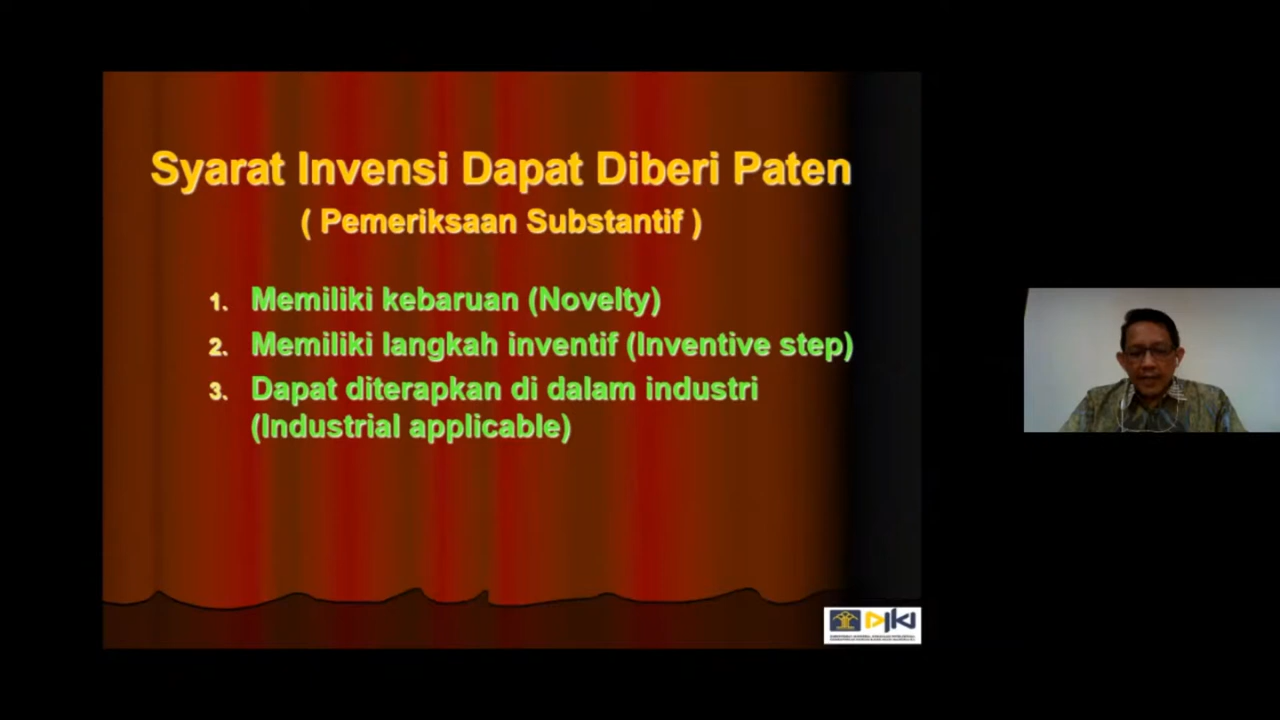 Syarat Invensi Dapat Diberi Paten
( Pemeriksaan Substantif )
1. Memiliki kebaruan (Novelty)
2. Memiliki langkah inventif (Inventive step)
3. Dapat diterapkan di dalam industri
(Industrial applicable)
DJKI